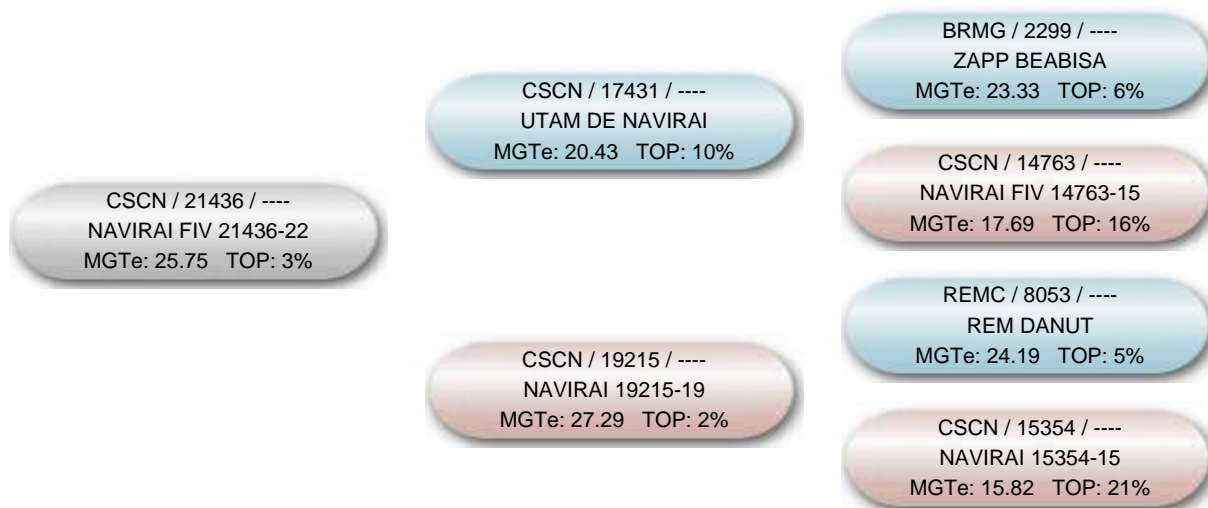 CSCN / 21436 / ----
NAVIRAI FIV 21436-22
MGTe: 25.75 TOP: 3%
CSCN / 17431 / ----
UTAM DE NAVIRAI
MGTe: 20.43 TOP: 10%
CSCN / 19215 / ----
NAVIRAI 19215-19
MGTe: 27.29 TOP: 2%
BRMG / 2299 / ----
ZAPP BEABISA
MGTe: 23.33 TOP: 6%
CSCN / 14763 / ----
NAVIRAI FIV 14763-15
MGTe: 17.69 TOP: 16%
REMC / 8053 / ----
REM DANUT
MGTe: 24.19 TOP: 5%
CSCN / 15354 / ----
NAVIRAI 15354-15
MGTe: 15.82 TOP: 21%